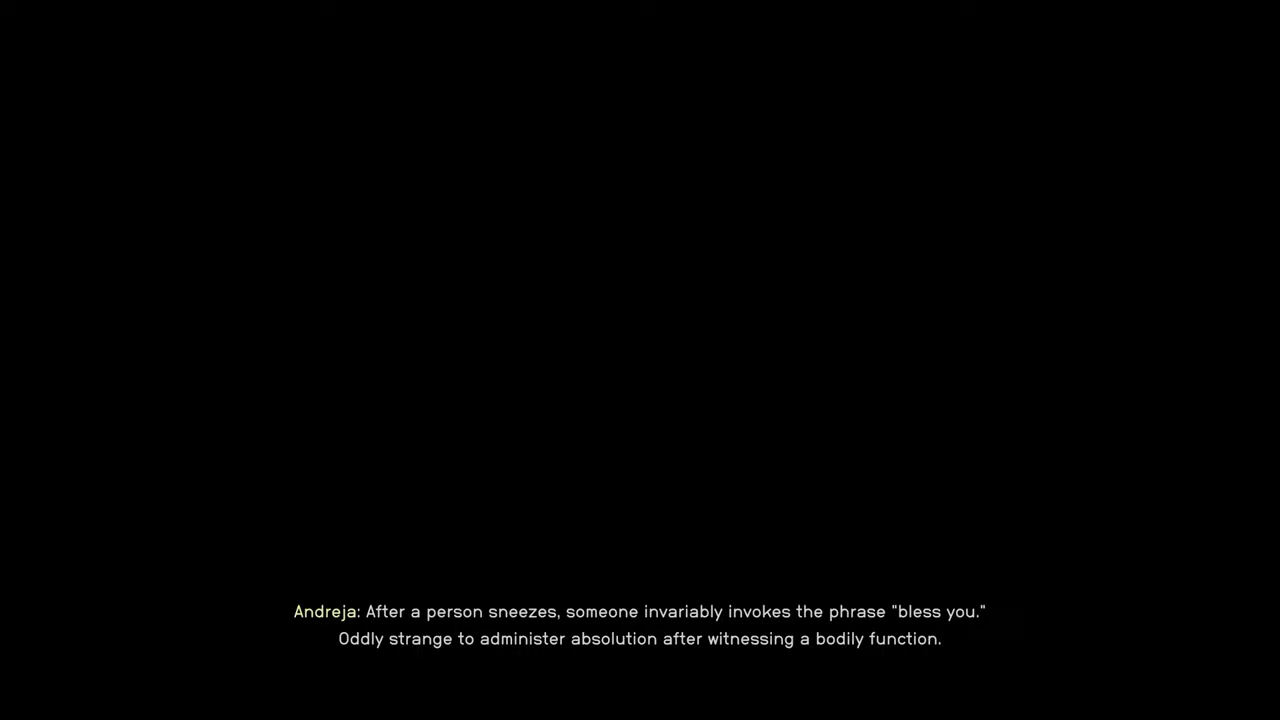 Andreja: After a person sneezes, someone invariably invokes the phrase "bless you."
Oddly strange to administer absolution after witnessing a bodily function.